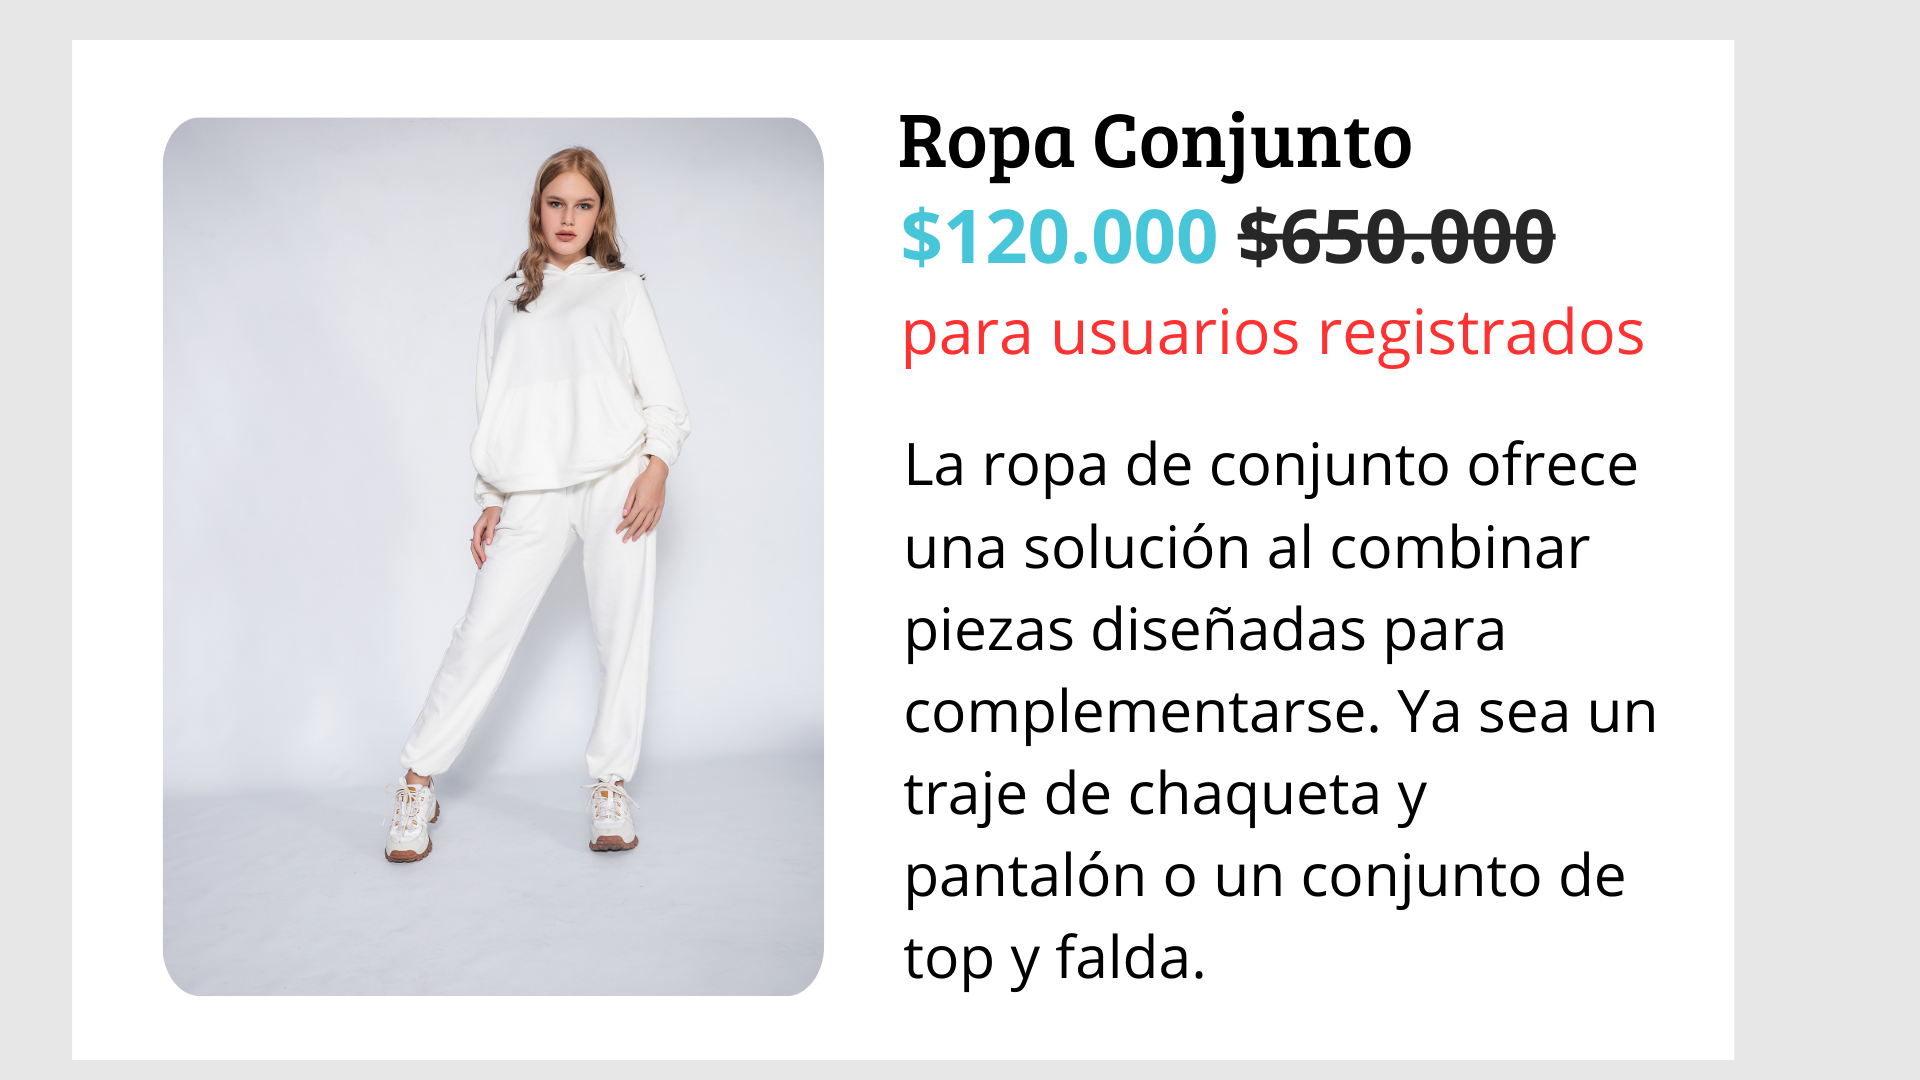 Ropa Conjunto
$120.000 $650.000
para usuarios registrados
La ropa de conjunto ofrece
una solución al combinar
piezas diseñadas para
complementarse. Ya sea un
traje de chaqueta y
pantalón o un conjunto de
top y falda.